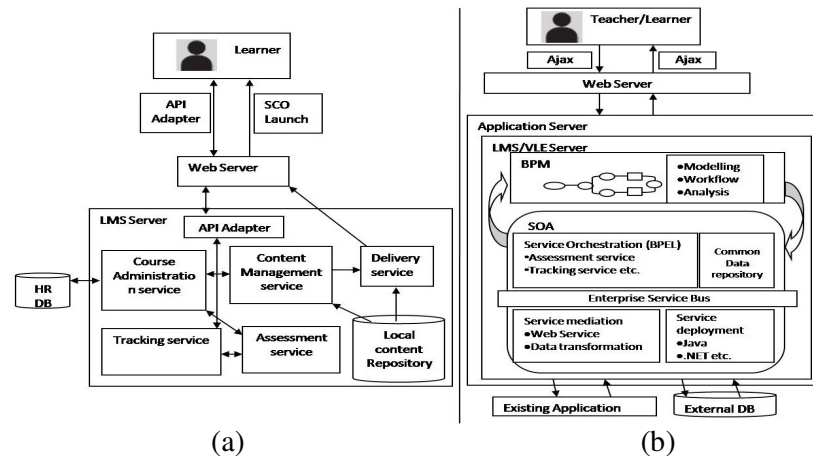 Learner
API
Adapter
SCO
Launch
Web Server
LMS Server
API Adapter
Course
Administratio
n service
Content
Management
service
Delivery
service
HR
DB
Tracking service
Assessment
service
Local
content
Repository
(a)
Teacher/Learner
Ajax
Ajax
Web Server
Application Server
LMS/VLE Server
BPM
•Modelling
•Workflow
•Analysis
SOA
Service Orchestration (BPEL)
•Assessment service
•Tracking service etc.
Common
Data
repository
Enterprise Service Bus
Service mediation
•Web Service
•Data transformation
Service
deployment
•Java
•.NET etc.
Existing Application
External DB
(b)